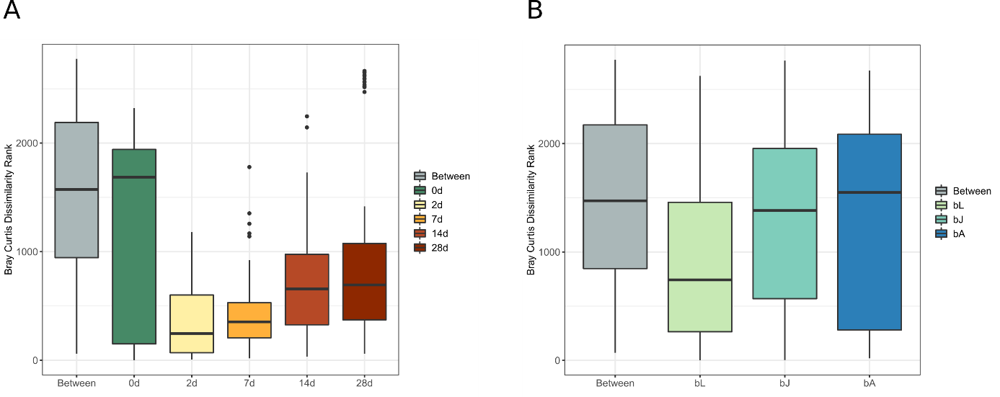 A
Bray Curtis Dissimilarity Rank
2000
1000
0
Between 0d 2d 7d 14d 28d
Between
0d
2d
7d
14d
28d
B
Bray Curtis Dissimilarity Rank
2000
1000
0
Between bL bJ bA
Between
bL
bJ
bA